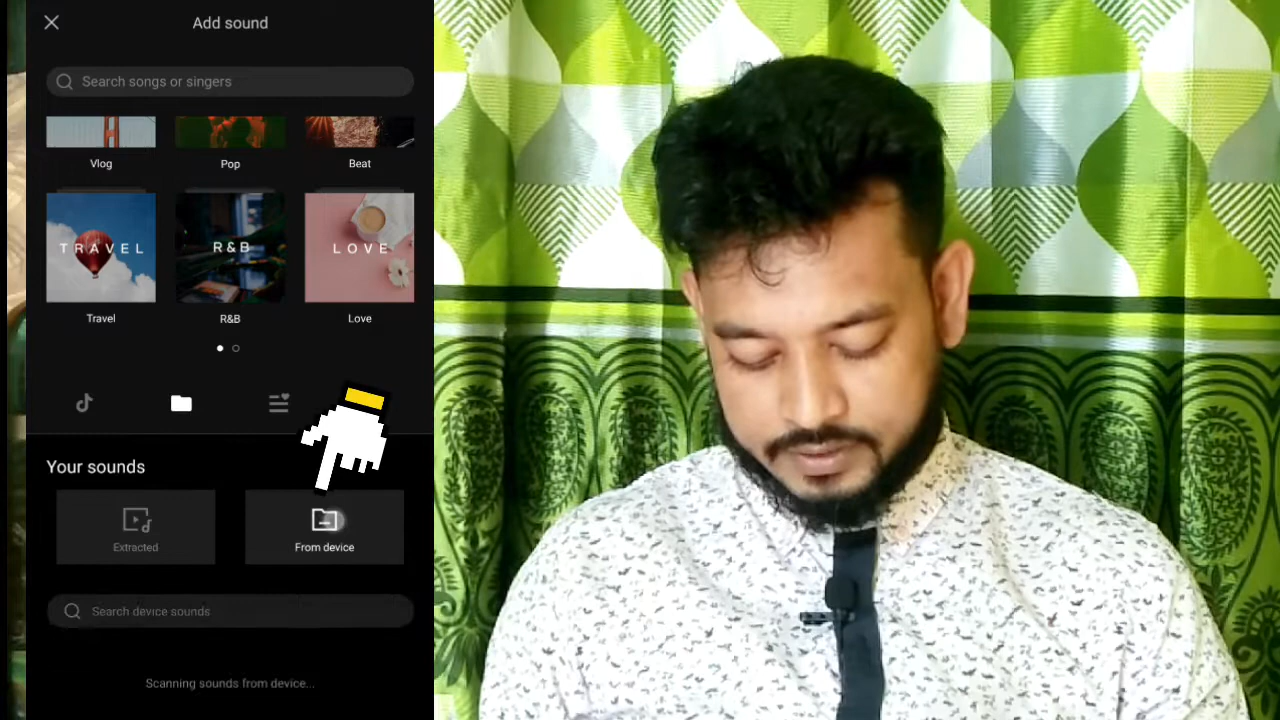 Add sound
Search songs or singers
Vlog
Pop
Beat
TRAVEL
R&B
LOVE
Travel
R&B
Love
Your sounds
Extracted
From device
Search device sounds
Scanning sounds from device...